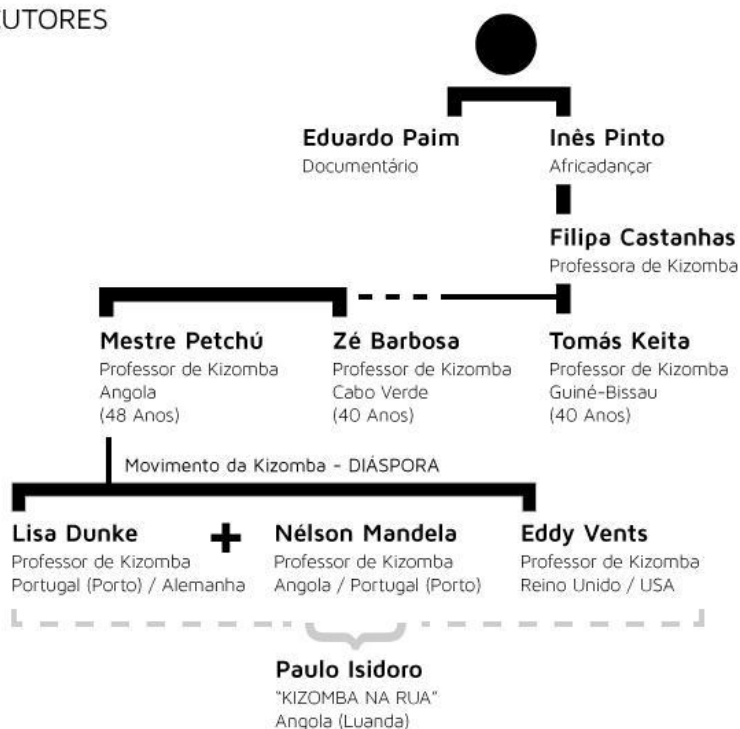 UTORES
Eduardo Paim
Documentário
Inês Pinto
Africadançar
Filipa Castanhas
Professora de Kizomba
Mestre Petchú
Professor de Kizomba
Angola
(48 Anos)
Zé Barbosa
Professor de Kizomba
Cabo Verde
(40 Anos)
Tomás Keita
Professor de Kizomba
Guiné-Bissau
(40 Anos)
Movimento da Kizomba - DIÁSPORA
Lisa Dunke
Professor de Kizomba
Portugal (Porto) / Alemanha
+
Nélson Mandela
Professor de Kizomba
Angola / Portugal (Porto)
Eddy Vents
Professor de Kizomba
Reino Unido / USA
Paulo Isidoro
"KIZOMBA NA RUA"
Angola (Luanda)